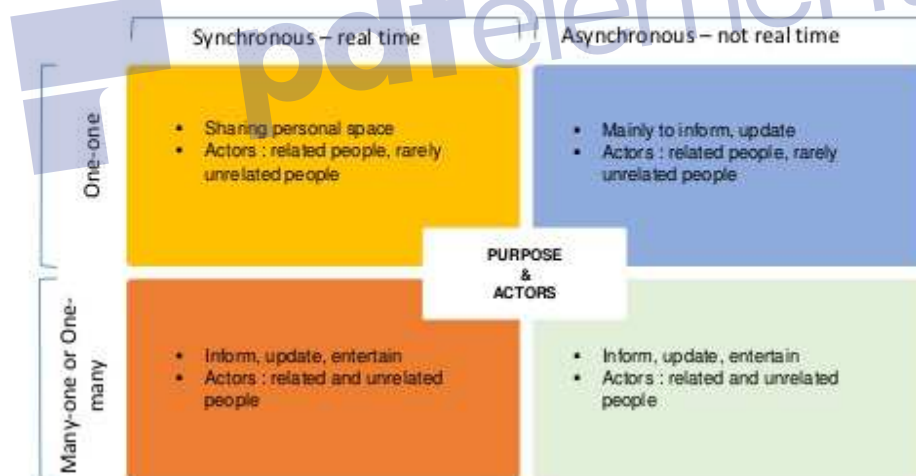 pdfelement
Synchronous – real time
Asynchronous – not real time
One-one
▪ Sharing personal space
▪ Actors : related people, rarely
unrelated people
▪ Mainly to inform, update
▪ Actors : related people, rarely
unrelated people
PURPOSE
&
ACTORS
Many-one or One-
many
▪ Inform, update, entertain
▪ Actors : related and unrelated
people
▪ Inform, update, entertain
▪ Actors : related and unrelated
people